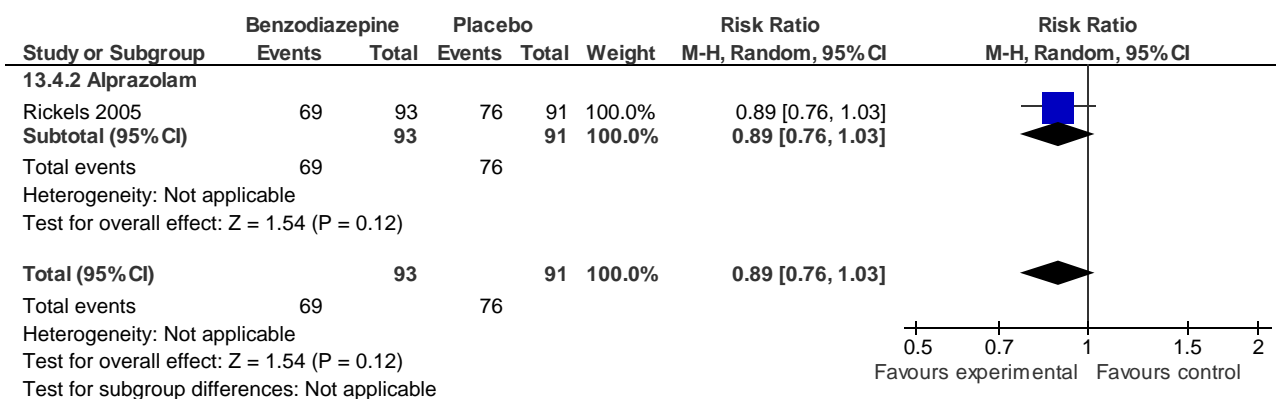 Benzodiazepine Placebo Risk Ratio Risk Ratio
Study or Subgroup Events Total Events Total Weight M-H, Random, 95% CI M-H, Random, 95% CI
13.4.2 Alprazolam
Rickels 2005 69 93 76 91 100.0% 0.89 [0.76, 1.03]
Subtotal (95% CI) 93 91 100.0% 0.89 [0.76, 1.03]
Total events 69 76
Heterogeneity: Not applicable
Test for overall effect: Z = 1.54 (P = 0.12)
Total (95% CI) 93 91 100.0% 0.89 [0.76, 1.03]
Total events 69 76
Heterogeneity: Not applicable
Test for overall effect: Z = 1.54 (P = 0.12)
Test for subgroup differences: Not applicable
0.5 0.7 1 1.5 2
Favours experimental Favours control